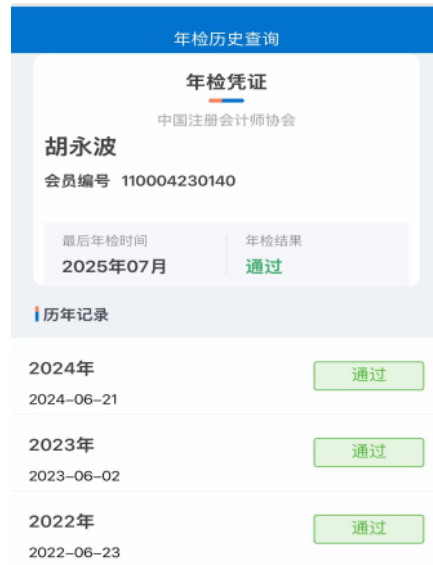 年检历史查询
年检凭证
中国注册会计师协会
胡永波
会员编号 110004230140
最后年检时间 年检结果
2025年07月 通过
历年记录
2024年 通过
2024-06-21
2023年 通过
2023-06-02
2022年 通过
2022-06-23